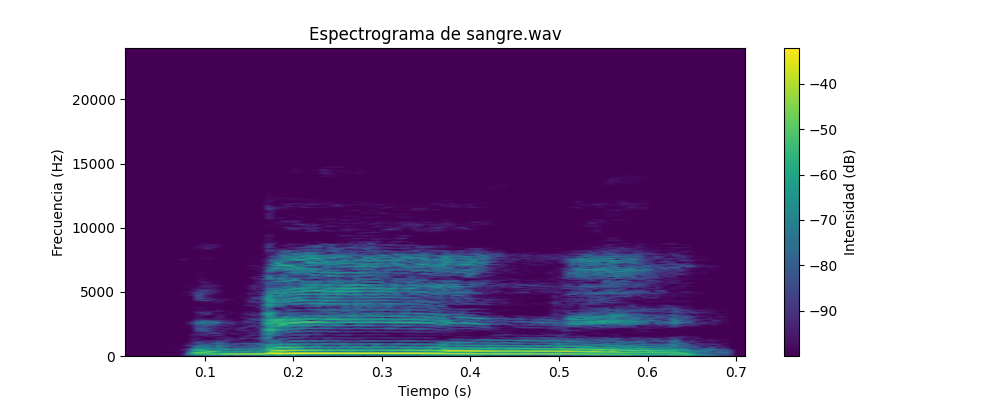 Espectrograma de sangre.wav
Frecuencia (Hz)
20000
15000
10000
5000
0
0.1 0.2 0.3 0.4 0.5 0.6 0.7
Tiempo (s)
−40
−50
−60
−70
−80
−90
Intensidad (dB)